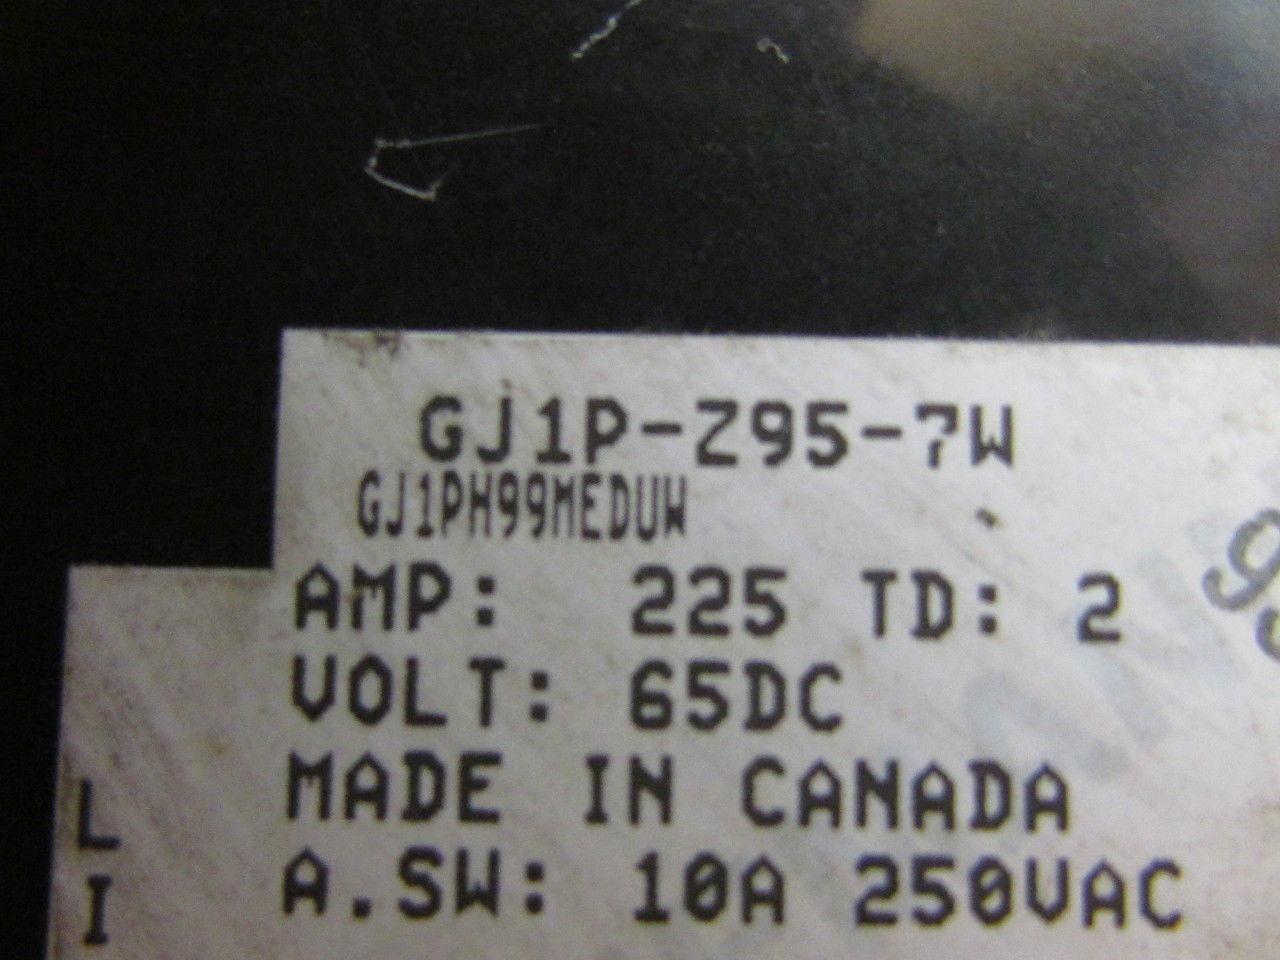 GJ1P-Z95-7W
GJ1PH99MEDUW
AMP: 225 TD: 2
VOLT: 65DC
MADE IN CANADA
A.SW: 10A 250VAC
L
I